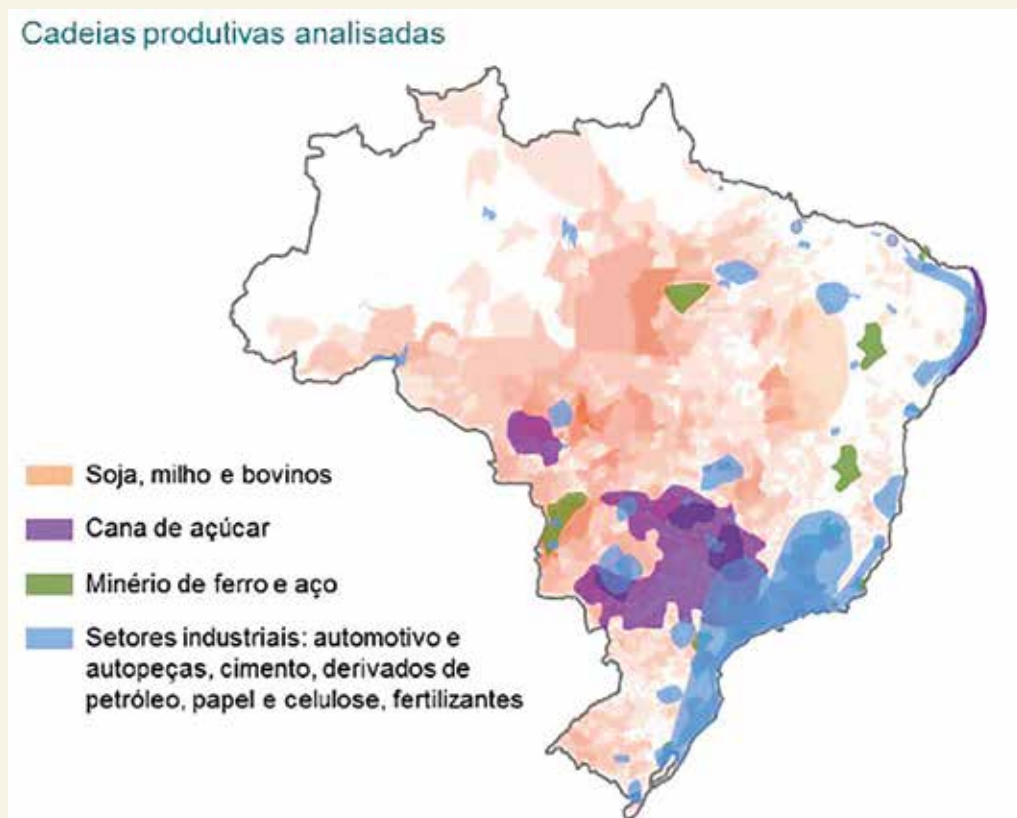 Cadeias produtivas analisadas
Soja, milho e bovinos
Cana de açúcar
Minério de ferro e aço
Setores industriais: automotivo e
autopeças, cimento, derivados de
petróleo, papel e celulose, fertilizantes